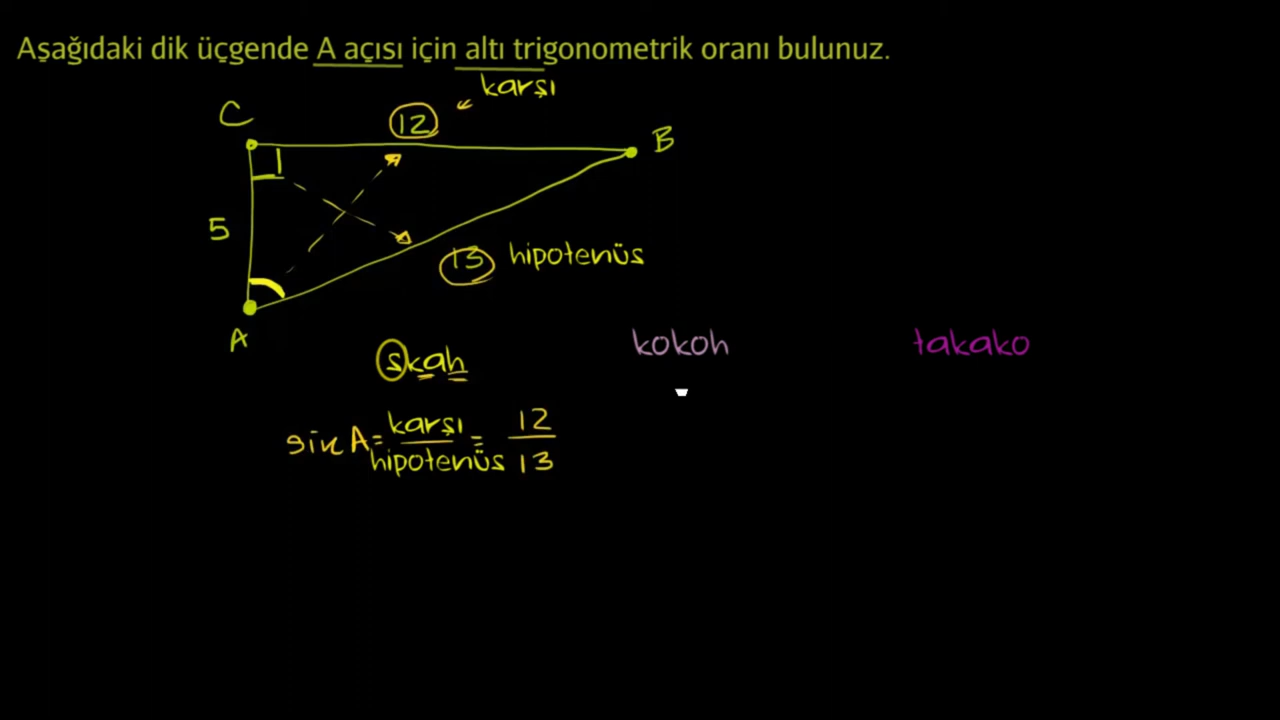 Aşağıdaki dik üçgende A açısı için altı trigonometrik oranı bulunuz.
karşı
C
12
B
5
13 hipotenüs
A
skah
kokoh
takako
sin A = karşı / hipotenüs = 12 / 13